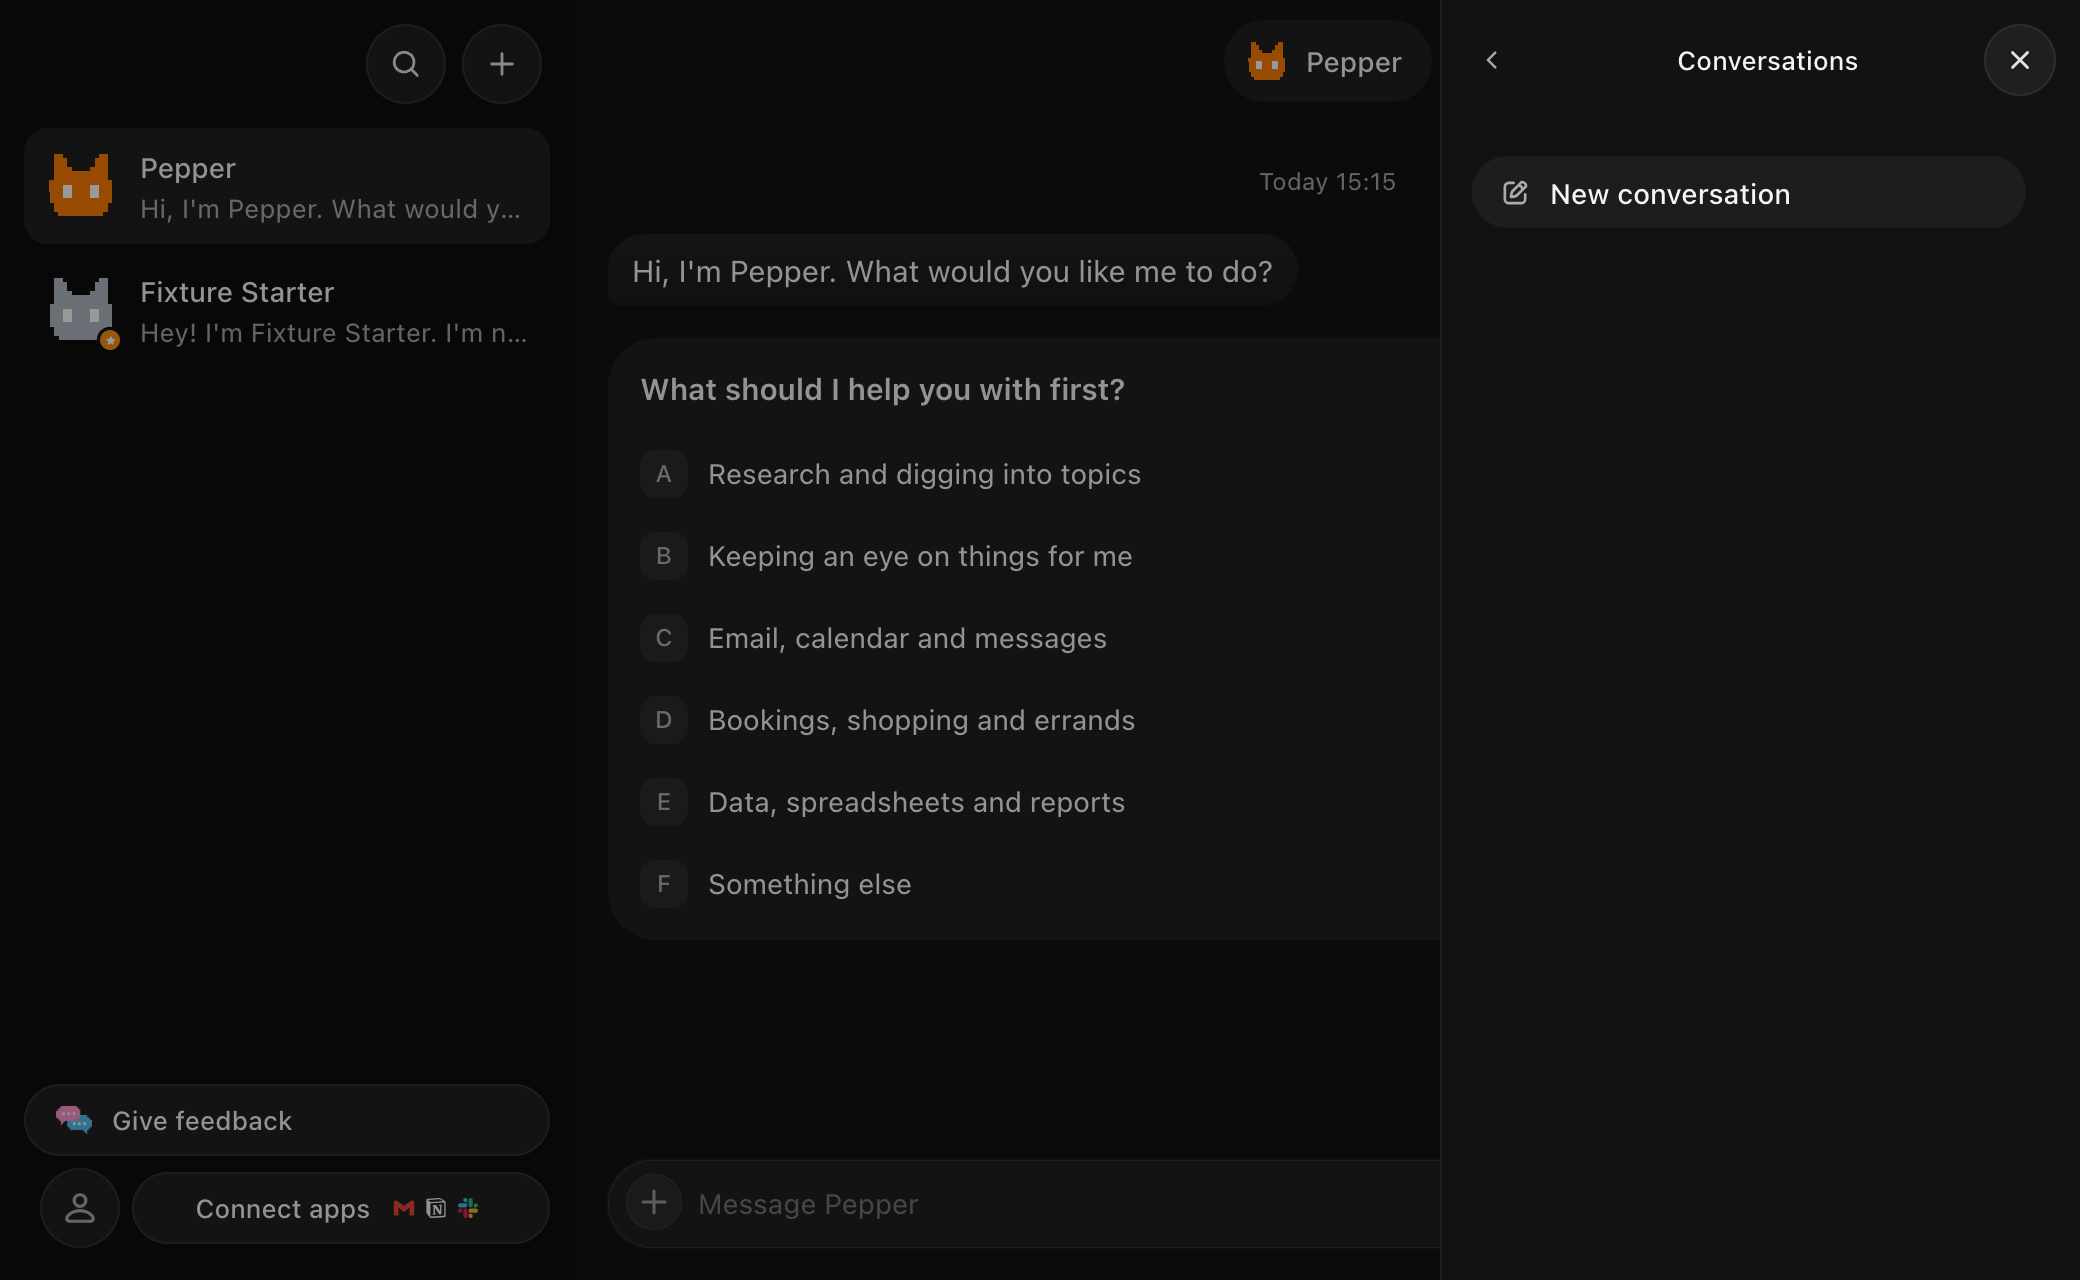 Pepper
Hi, I'm Pepper. What would y...
Fixture Starter
Hey! I'm Fixture Starter. I'm n...
Give feedback
Connect apps
Pepper
Today 15:15
Hi, I'm Pepper. What would you like me to do?
What should I help you with first?
A Research and digging into topics
B Keeping an eye on things for me
C Email, calendar and messages
D Bookings, shopping and errands
E Data, spreadsheets and reports
F Something else
Message Pepper
Conversations
New conversation